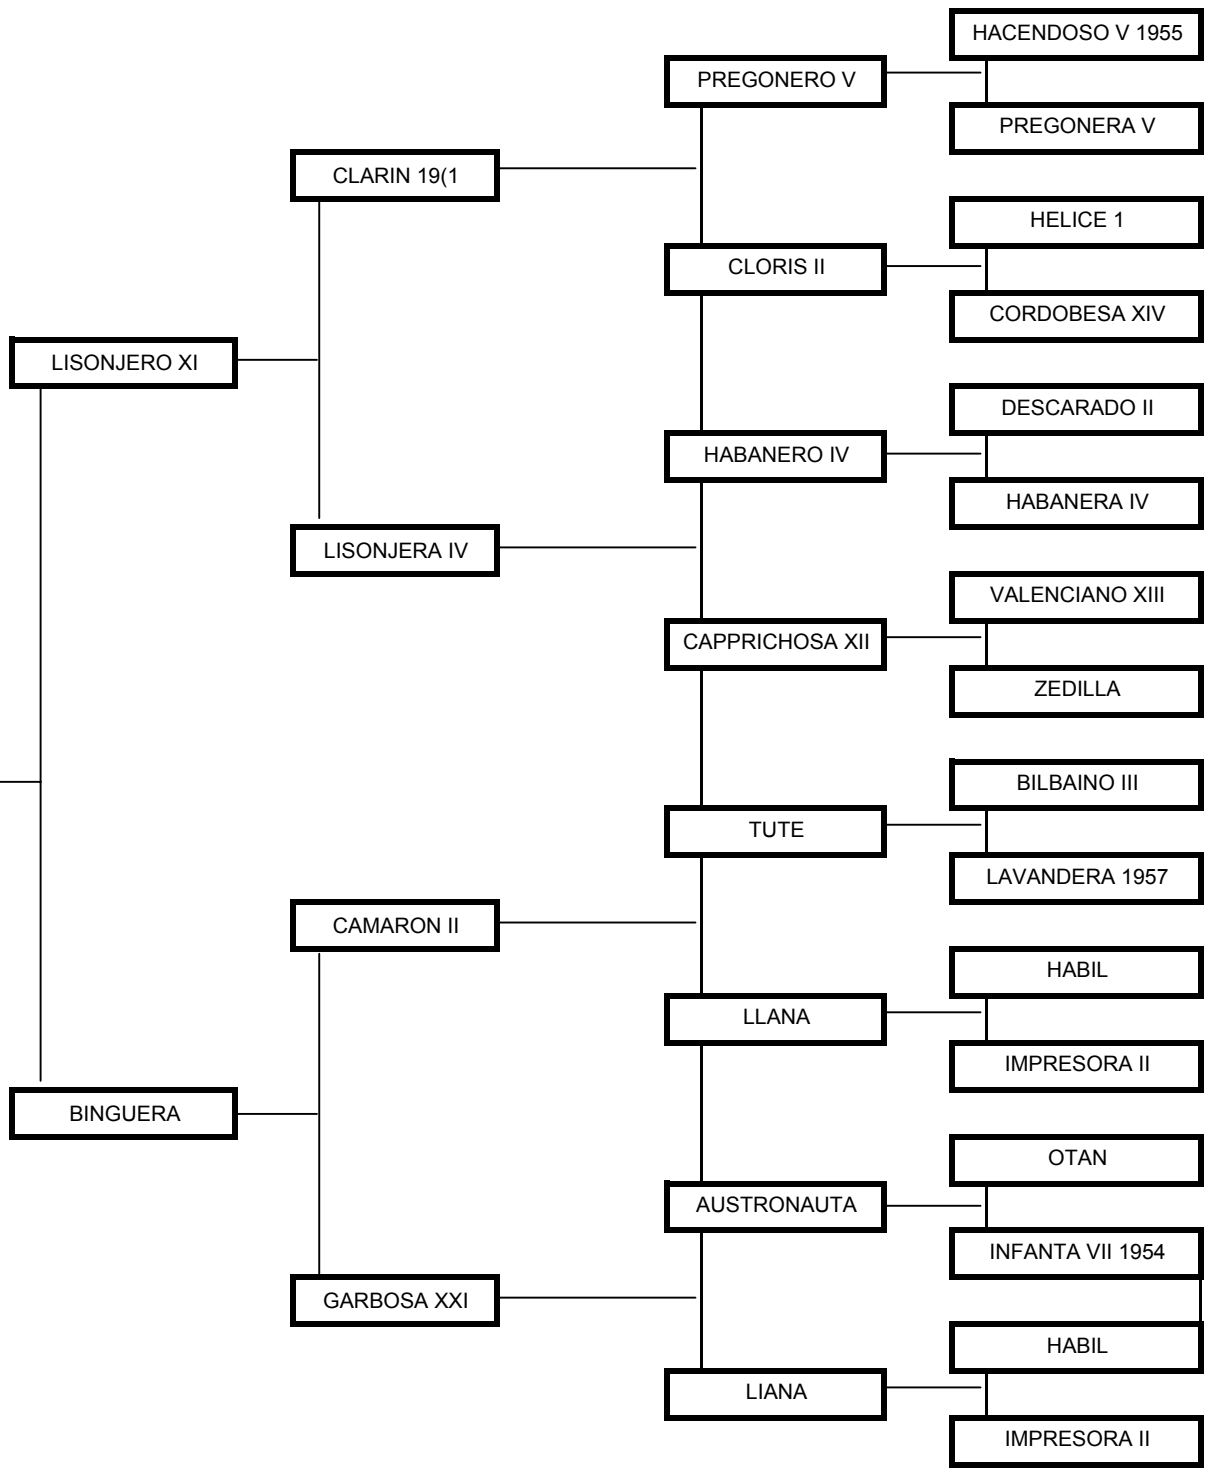 HACENDOSO V 1955
PREGONERO V
PREGONERA V
CLARIN 19(1
HELICE 1
CLORIS II
CORDOBESA XIV
LISONJERO XI
DESCARADO II
HABANERO IV
HABANERA IV
LISONJERA IV
VALENCIANO XIII
CAPPRICHOSA XII
ZEDILLA
BILBAINO III
TUTE
LAVANDERA 1957
CAMARON II
HABIL
LLANA
IMPRESORA II
BINGUERA
OTAN
AUSTRONAUTA
INFANTA VII 1954
GARBOSA XXI
HABIL
LIANA
IMPRESORA II